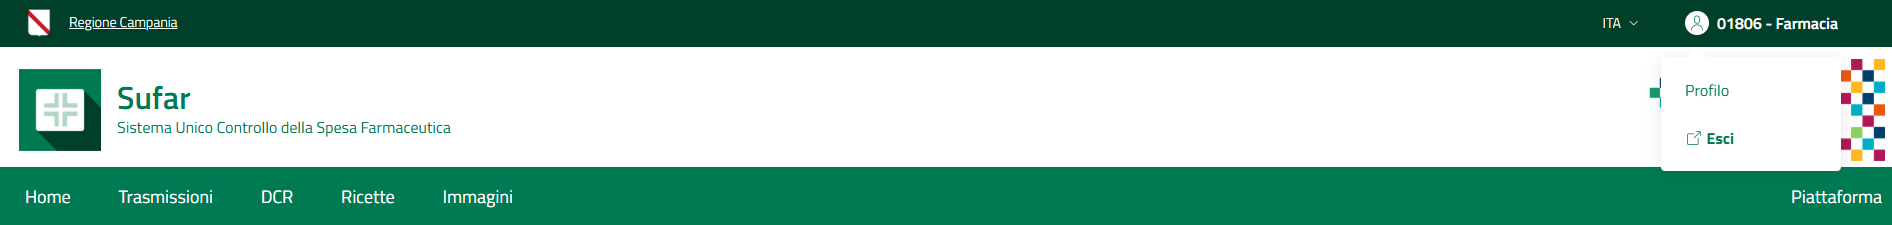 Regione Campania
ITA
01806 - Farmacia
Sufar
Sistema Unico Controllo della Spesa Farmaceutica
Profilo
Esci
Home Trasmissioni DCR Ricette Immagini Piattaforma